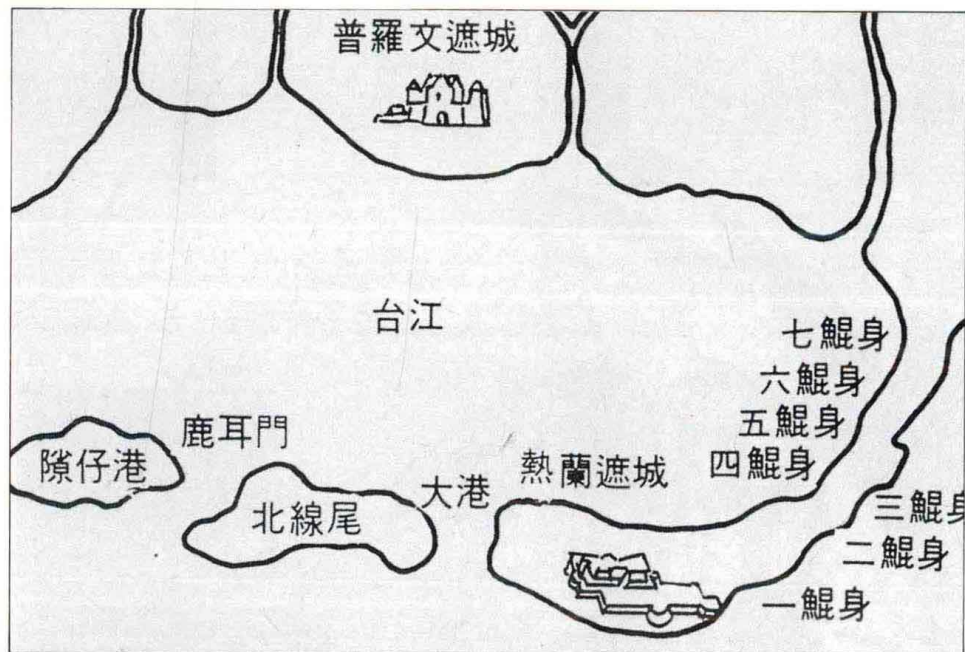 普羅文遮城
台江
七鯤身
六鯤身
五鯤身
四鯤身
鹿耳門
隙仔港
北線尾
大港
熱蘭遮城
三鯤身
二鯤身
一鯤身